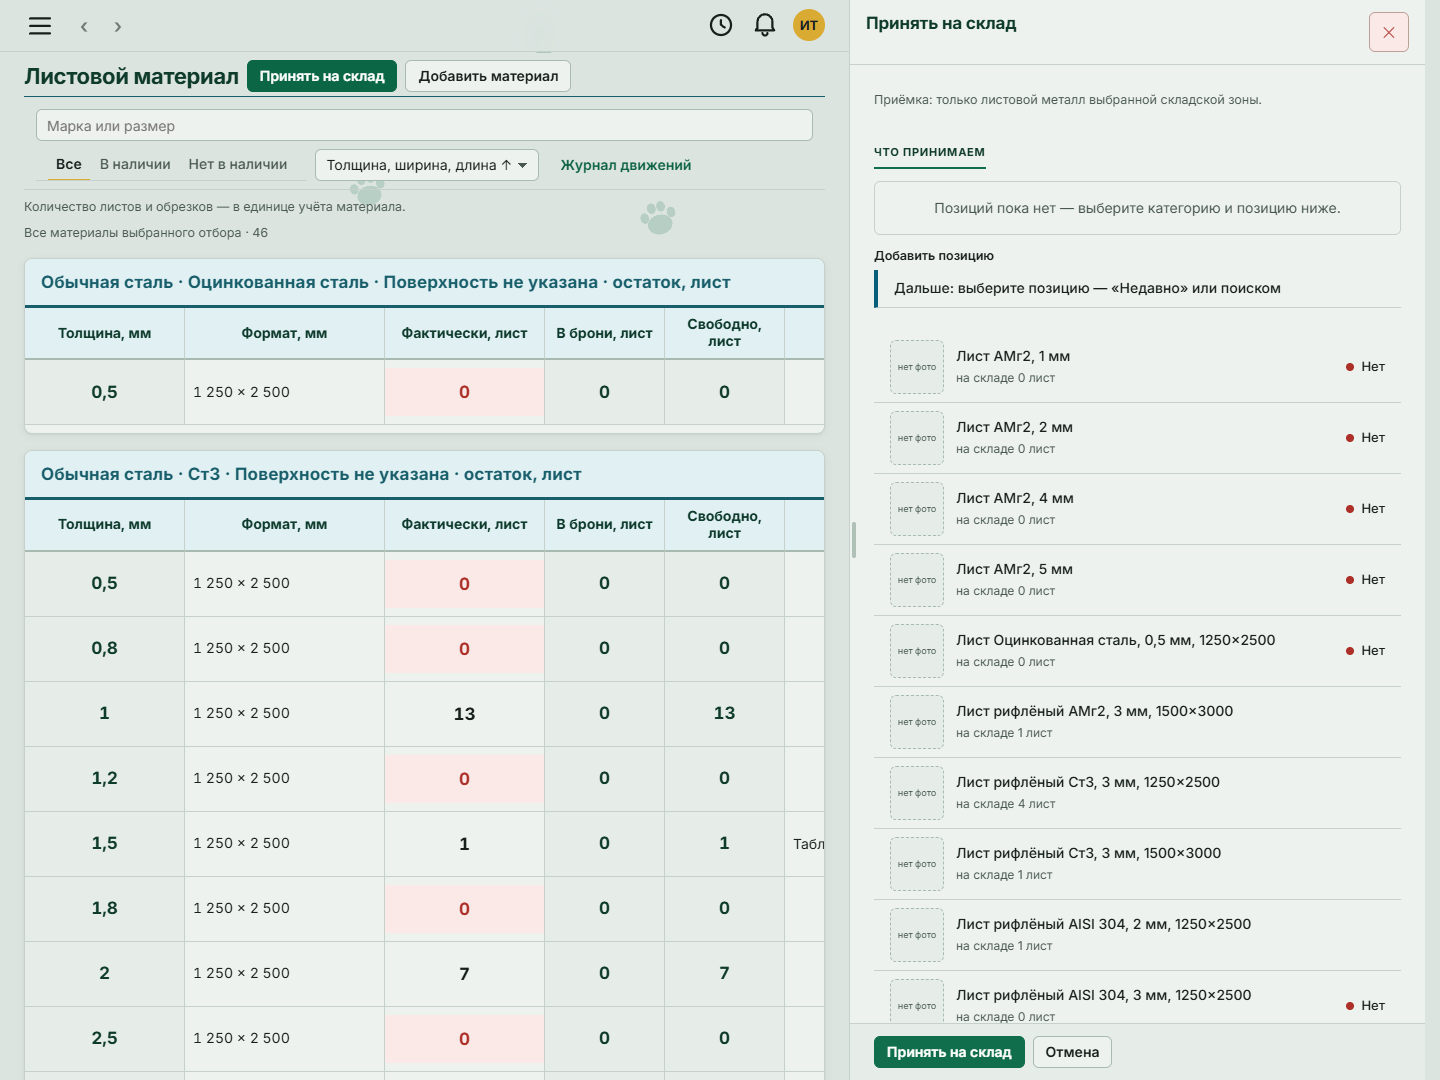 ИТ
Листовой материал
Принять на склад
Добавить материал
Марка или размер
Все
В наличии
Нет в наличии
Толщина, ширина, длина ↑
Журнал движений
Количество листов и обрезков — в единице учёта материала.
Все материалы выбранного отбора · 46
Обычная сталь · Оцинкованная сталь · Поверхность не указана · остаток, лист
Толщина, мм
Формат, мм
Фактически, лист
В брони, лист
Свободно,
лист
0,5
1 250 × 2 500
0
0
0
Обычная сталь · Ст3 · Поверхность не указана · остаток, лист
Толщина, мм
Формат, мм
Фактически, лист
В брони, лист
Свободно,
лист
0,5
1 250 × 2 500
0
0
0
0,8
1 250 × 2 500
0
0
0
1
1 250 × 2 500
13
0
13
1,2
1 250 × 2 500
0
0
0
1,5
1 250 × 2 500
1
0
1
Табл
1,8
1 250 × 2 500
0
0
0
2
1 250 × 2 500
7
0
7
2,5
1 250 × 2 500
0
0
0
Принять на склад
Приёмка: только листовой металл выбранной складской зоны.
ЧТО ПРИНИМАЕМ
Позиций пока нет — выберите категорию и позицию ниже.
Добавить позицию
Дальше: выберите позицию — «Недавно» или поиском
нет фото
Лист АМг2, 1 мм
на складе 0 лист
Нет
нет фото
Лист АМг2, 2 мм
на складе 0 лист
Нет
нет фото
Лист АМг2, 4 мм
на складе 0 лист
Нет
нет фото
Лист АМг2, 5 мм
на складе 0 лист
Нет
нет фото
Лист Оцинкованная сталь, 0,5 мм, 1250×2500
на складе 0 лист
Нет
нет фото
Лист рифлёный АМг2, 3 мм, 1500×3000
на складе 1 лист
нет фото
Лист рифлёный Ст3, 3 мм, 1250×2500
на складе 4 лист
нет фото
Лист рифлёный Ст3, 3 мм, 1500×3000
на складе 1 лист
нет фото
Лист рифлёный AISI 304, 2 мм, 1250×2500
на складе 1 лист
нет фото
Лист рифлёный AISI 304, 3 мм, 1250×2500
на складе 0 лист
Нет
Принять на склад
Отмена